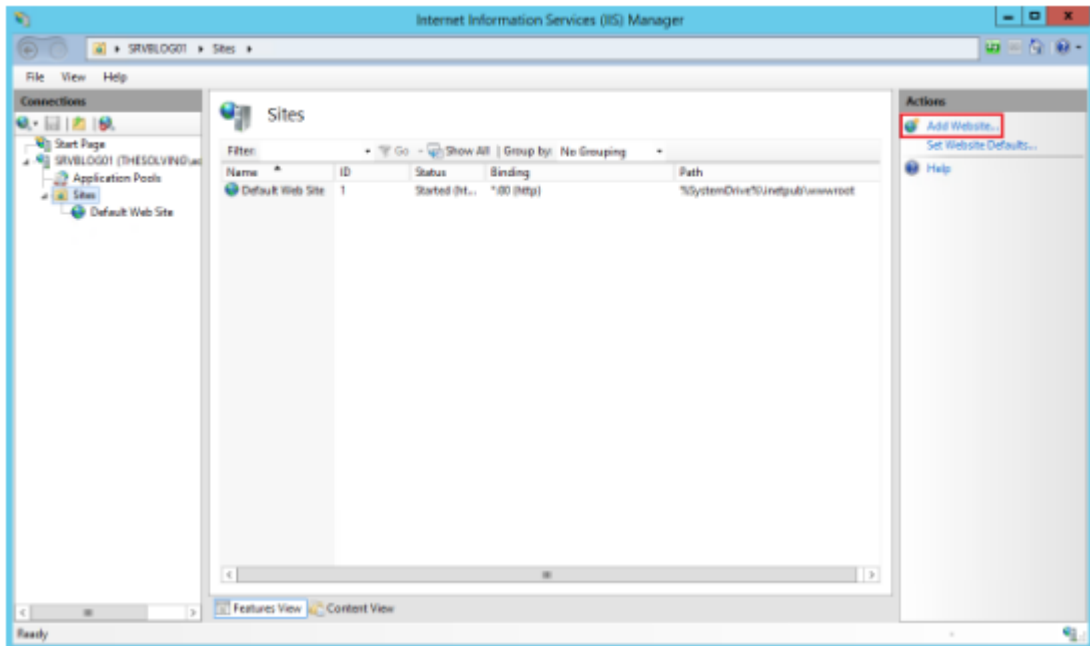 Internet Information Services (IIS) Manager
SRVBLOG01 Sites
File View Help
Connections
Start Page
SRVBLOG01 (THESOLVING\ac
Application Pools
Sites
Default Web Site
Sites
Filter: Go Show All Group by: No Grouping
Name ID Status Binding Path
Default Web Site 1 Started (ht... *:80 (http) %SystemDrive%\inetpub\wwwroot
Features View Content View
Actions
Add Website...
Set Website Defaults...
Help
Ready